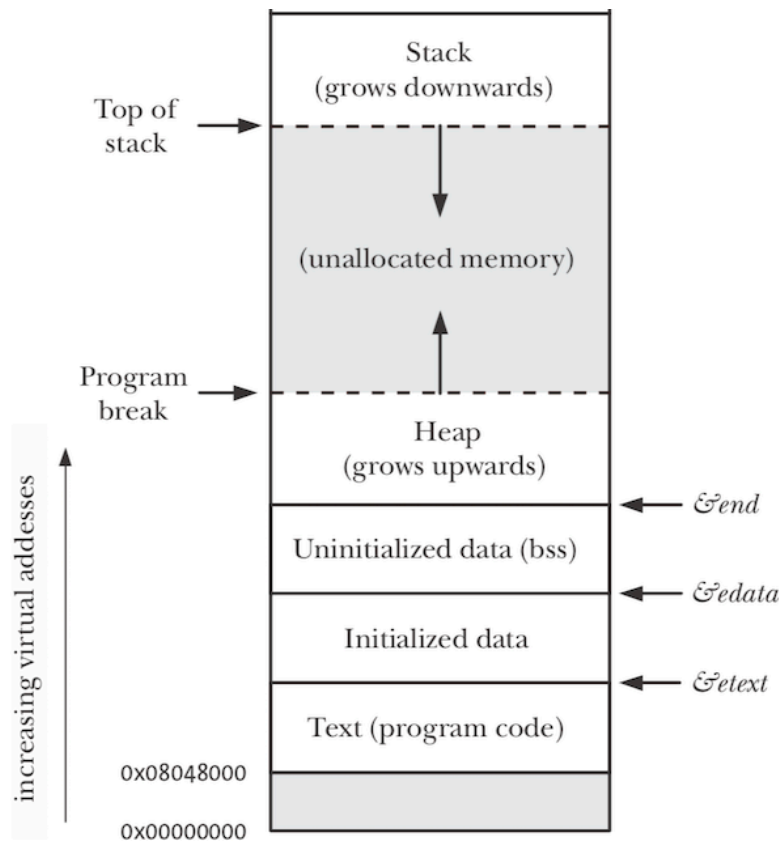 Stack
(grows downwards)
Top of
stack
(unallocated memory)
Program
break
Heap
(grows upwards)
&end
Uninitialized data (bss)
&edata
Initialized data
&etext
Text (program code)
0x08048000
0x00000000
increasing virtual addesses